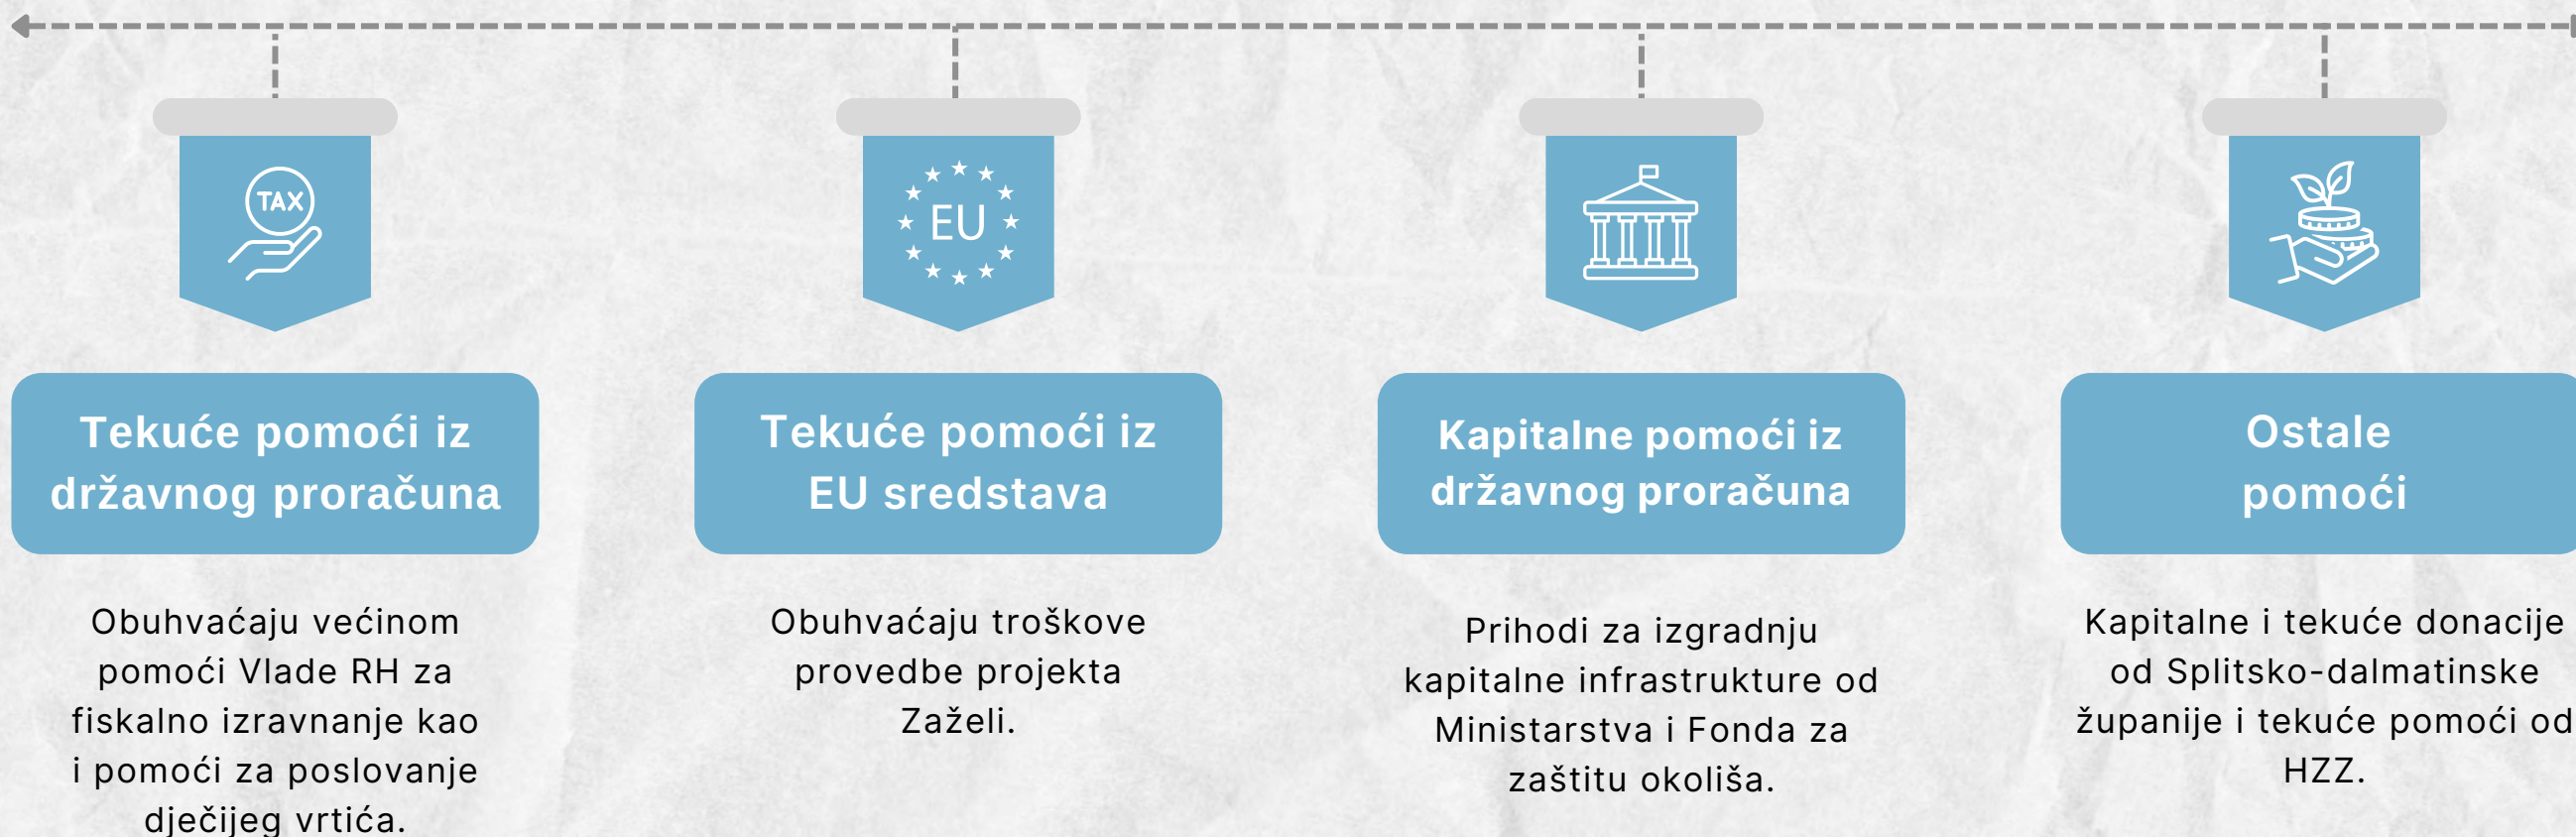 TAX
EU
Tekuće pomoći iz
državnog proračuna
Tekuće pomoći iz
EU sredstava
Kapitalne pomoći iz
državnog proračuna
Ostale
pomoći
Obuhvaćaju većinom
pomoći Vlade RH za
fiskalno izravnanje kao
i pomoći za poslovanje
dječijeg vrtića.
Obuhvaćaju troškove
provedbe projekta
Zaželi.
Prihodi za izgradnju
kapitalne infrastrukture od
Ministarstva i Fonda za
zaštitu okoliša.
Kapitalne i tekuće donacije
od Splitsko-dalmatinske
županije i tekuće pomoći od
HZZ.